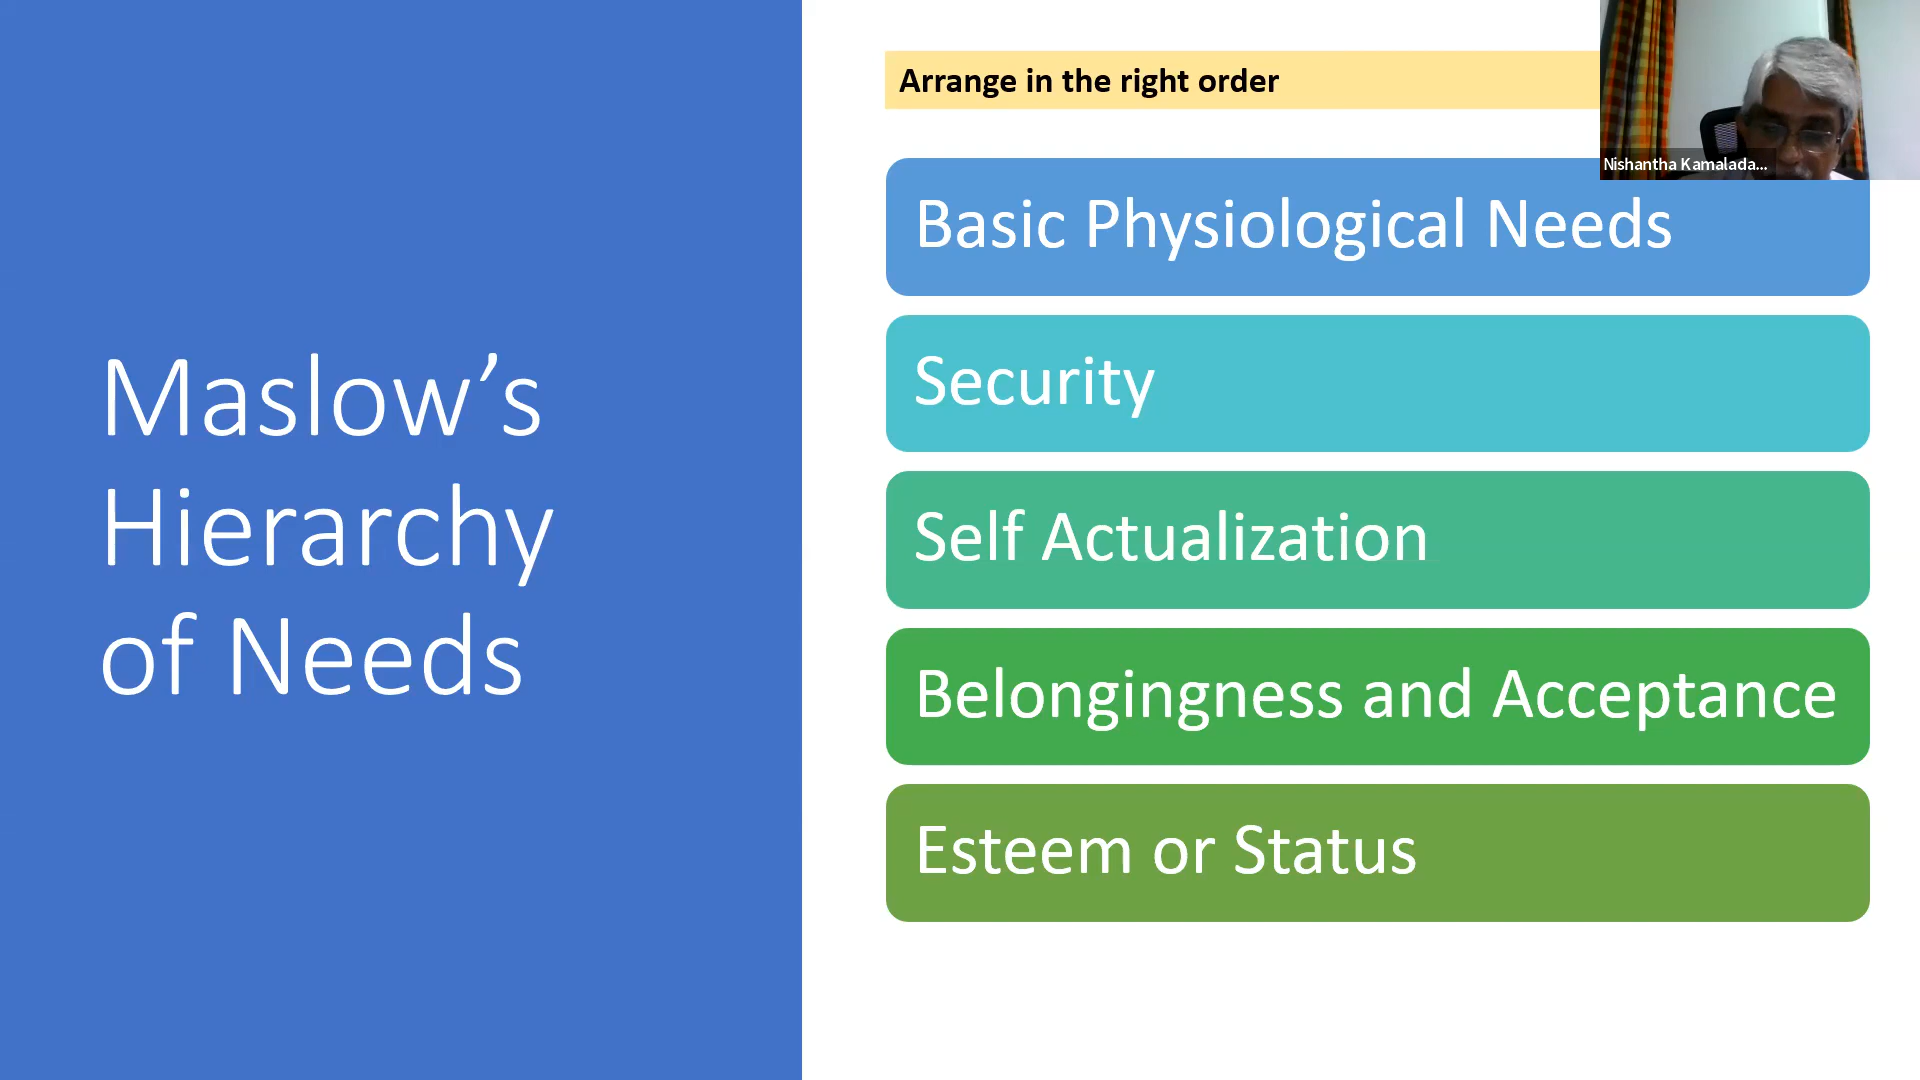 Maslow’s
Hierarchy
of Needs
Arrange in the right order
Basic Physiological Needs
Security
Self Actualization
Belongingness and Acceptance
Esteem or Status
Nishantha Kamalada...